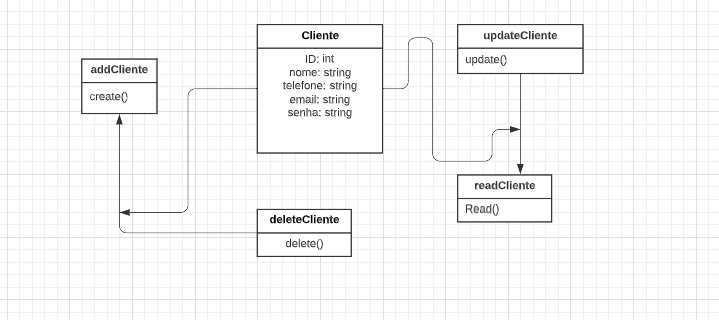 Cliente
ID: int
nome: string
telefone: string
email: string
senha: string
updateCliente
update()
addCliente
create()
readCliente
Read()
deleteCliente
delete()